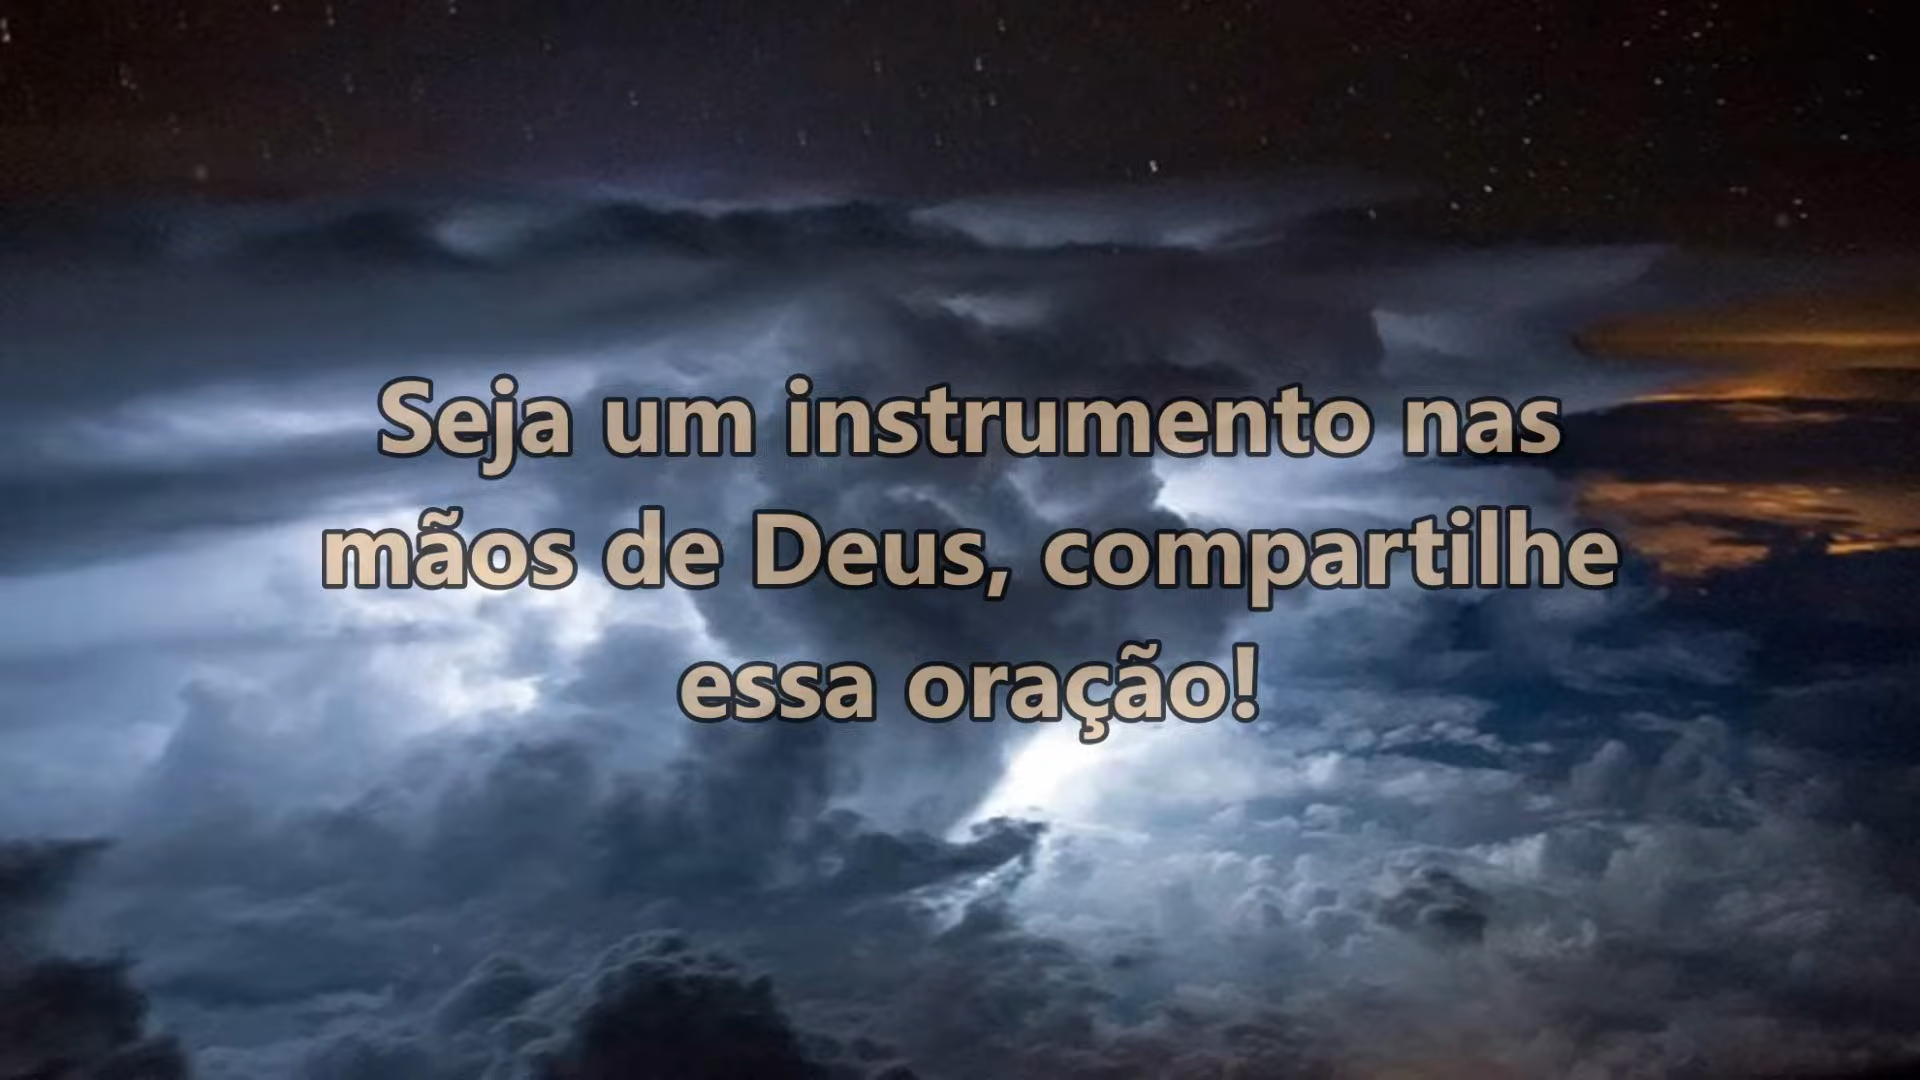 Seja um instrumento nas
mãos de Deus, compartilhe
essa oração!